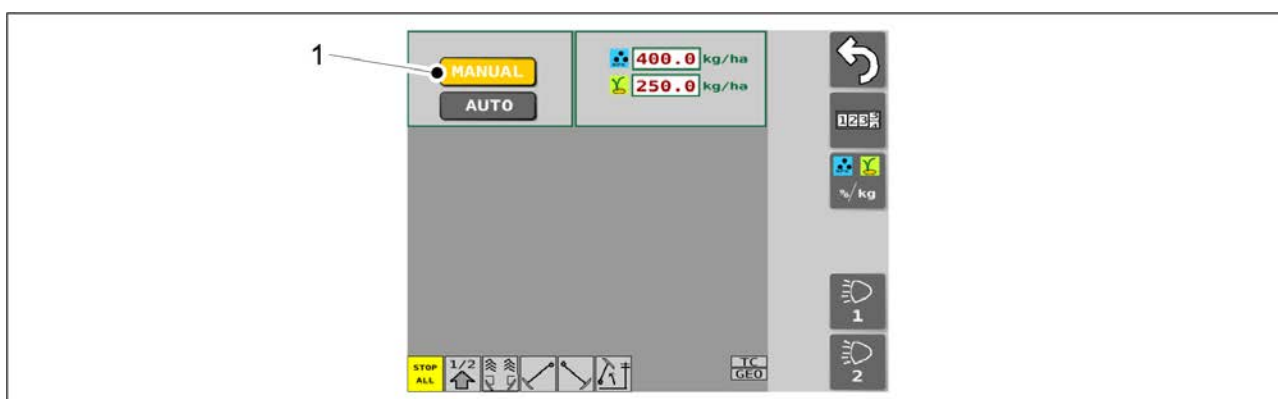 1
MANUAL
AUTO
400.0 kg/ha
250.0 kg/ha
123
%/kg
1
2
STOP
ALL
1/2
TC
GEO